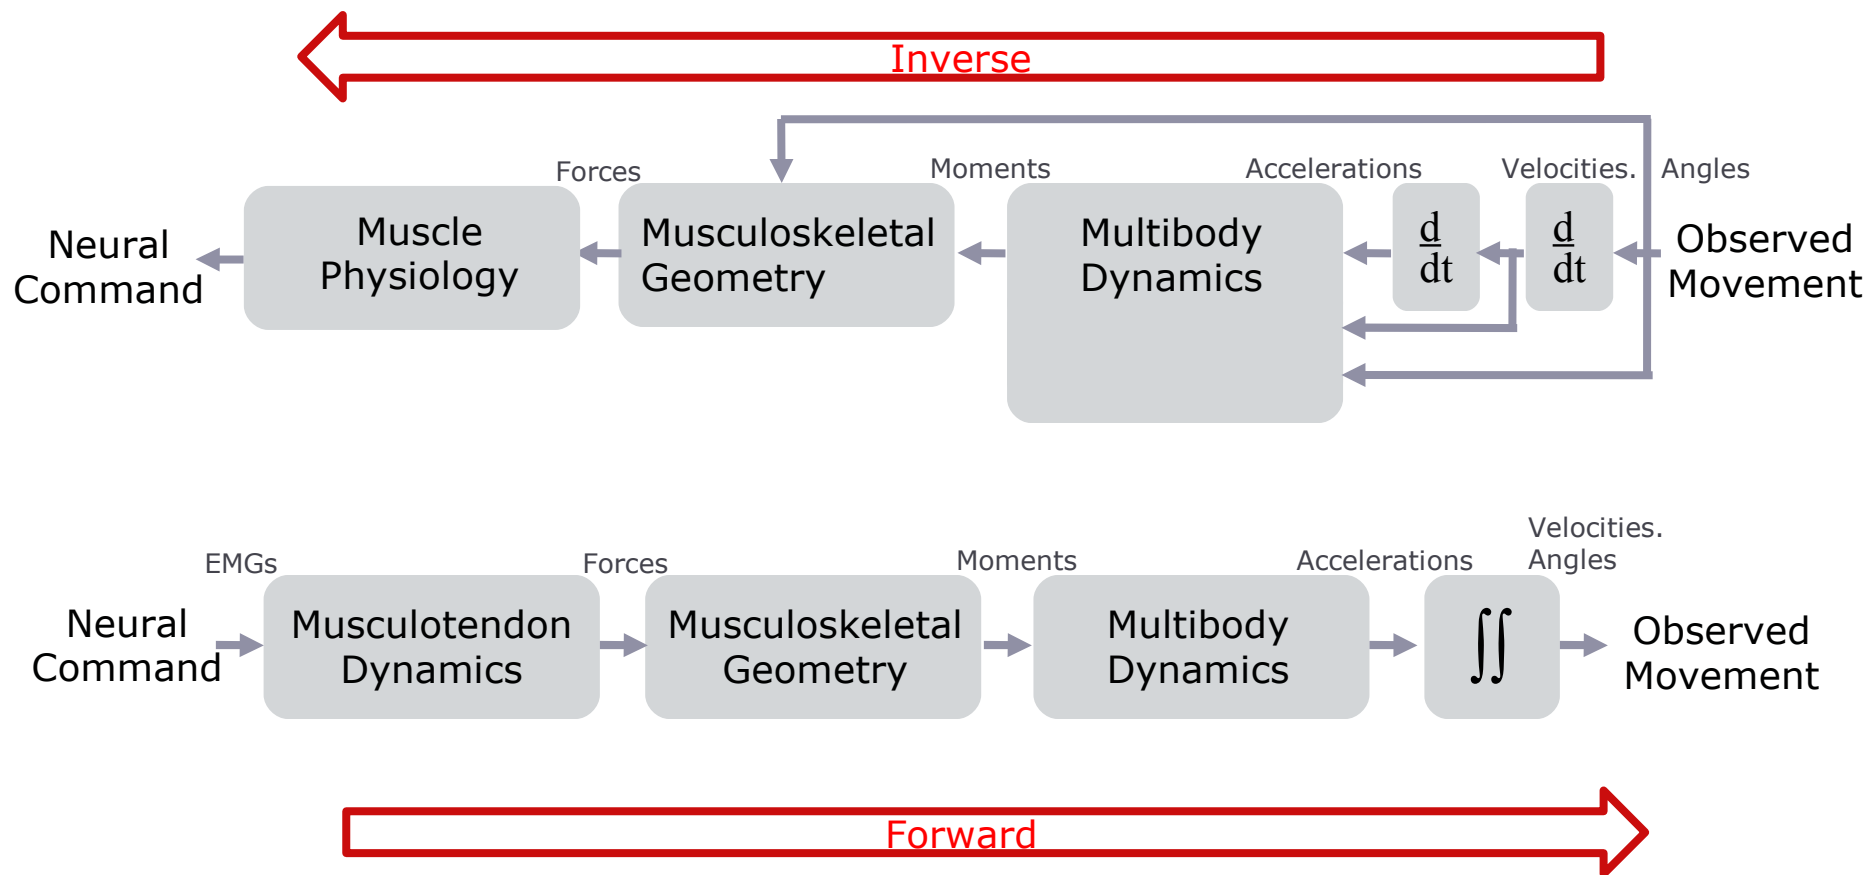 Inverse
Forces
Moments
Accelerations
Velocities.
Angles
Neural
Command
Muscle
Physiology
Musculoskeletal
Geometry
Multibody
Dynamics
d
dt
d
dt
Observed
Movement
EMGs
Forces
Moments
Accelerations
Velocities.
Angles
Neural
Command
Musculotendon
Dynamics
Musculoskeletal
Geometry
Multibody
Dynamics
∫∫
Observed
Movement
Forward